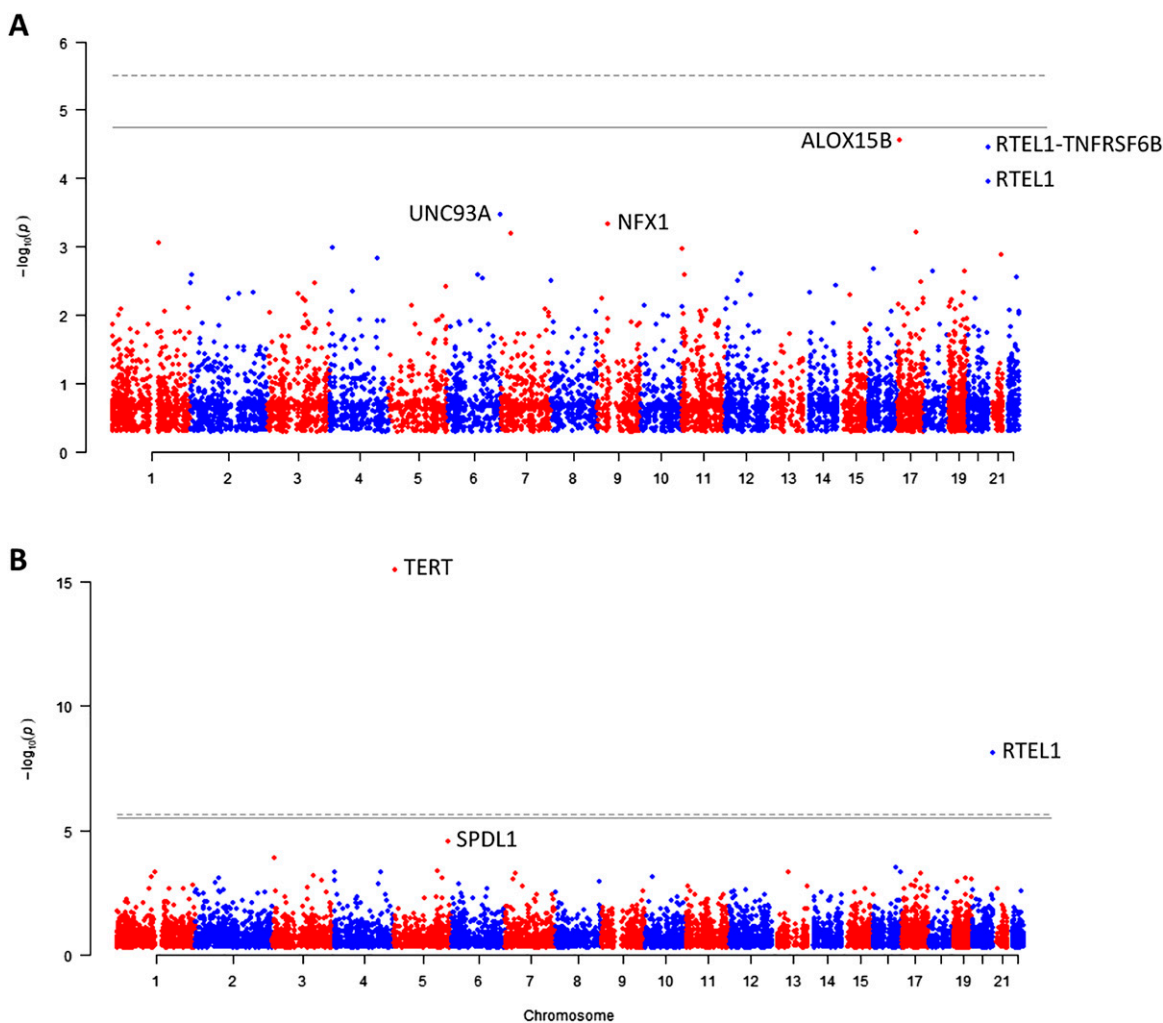 A
6
5
4
3
2
1
0
−log10(p)
ALOX15B
RTEL1-TNFRSF6B
RTEL1
UNC93A
NFX1
1 2 3 4 5 6 7 8 9 10 11 12 13 14 15 17 19 21
B
15
10
5
0
−log10(p)
TERT
RTEL1
SPDL1
1 2 3 4 5 6 7 8 9 10 11 12 13 14 15 17 19 21
Chromosome